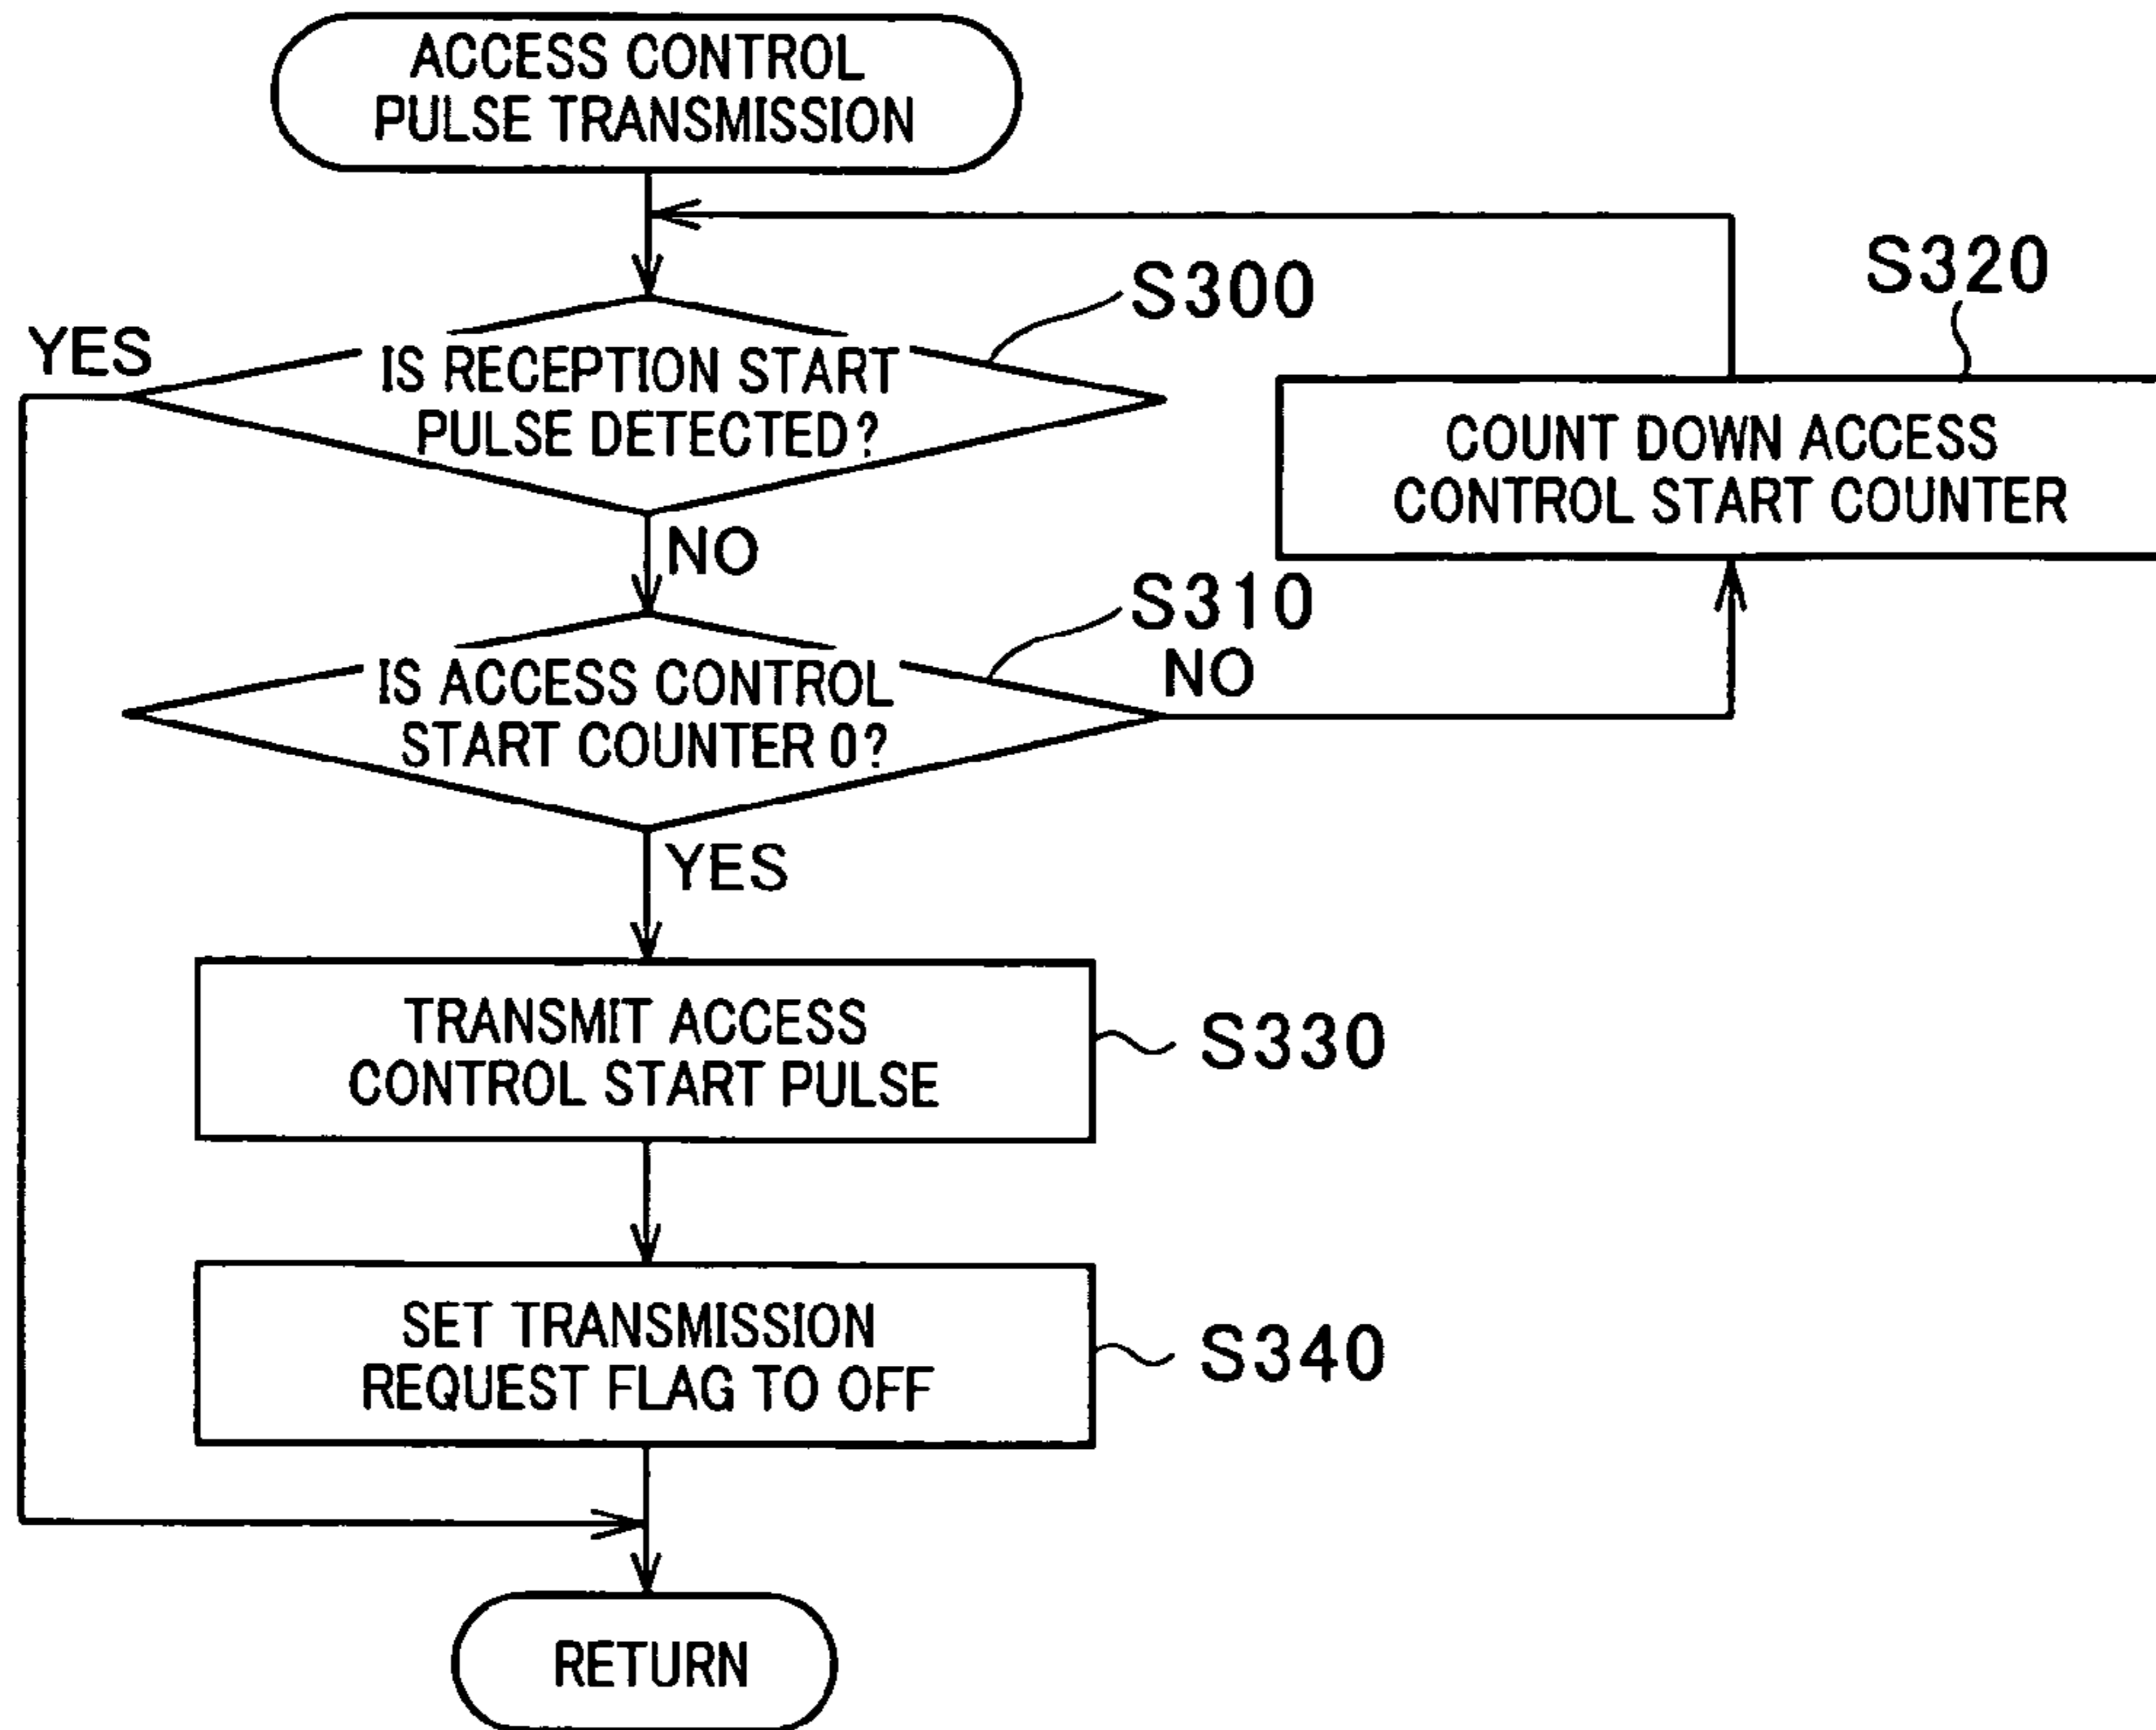 ACCESS CONTROL
PULSE TRANSMISSION
S300
S320
YES
IS RECEPTION START
PULSE DETECTED?
COUNT DOWN ACCESS
CONTROL START COUNTER
NO
S310
NO
IS ACCESS CONTROL
START COUNTER 0?
YES
TRANSMIT ACCESS
CONTROL START PULSE
S330
SET TRANSMISSION
REQUEST FLAG TO OFF
S340
RETURN